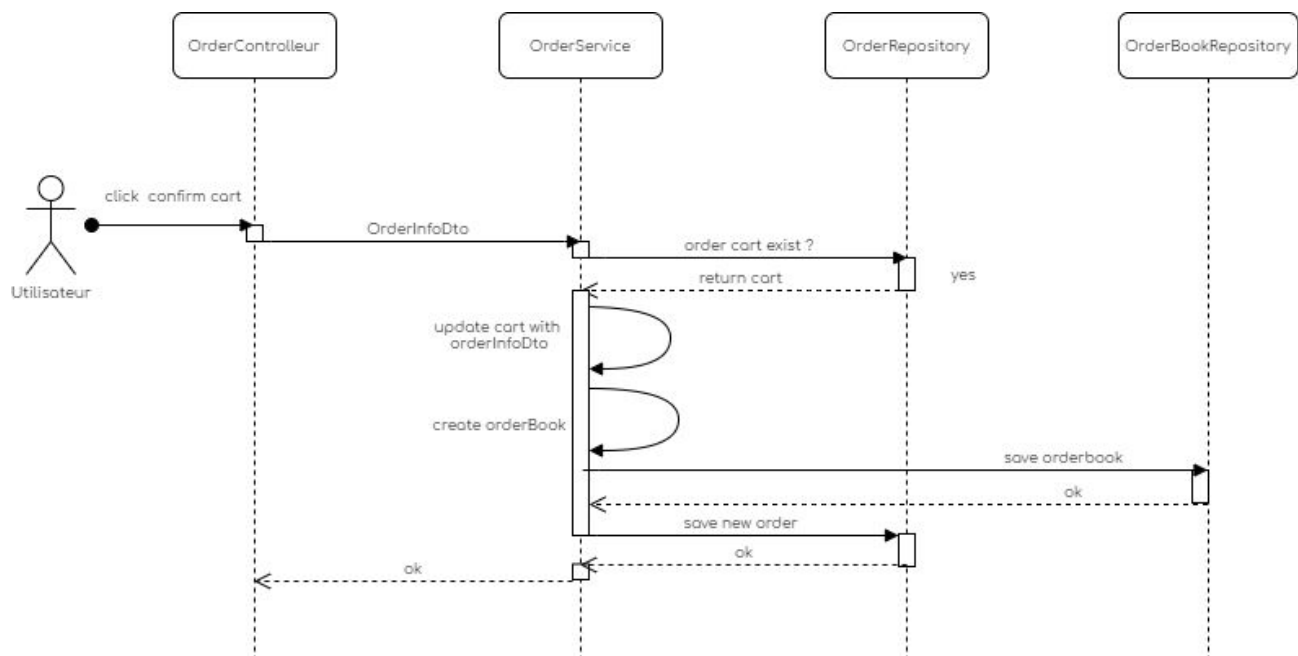 OrderControlleur
OrderService
OrderRepository
OrderBookRepository
click confirm cart
Utilisateur
OrderInfoDto
order cart exist ?
yes
return cart
update cart with
orderInfoDto
create orderBook
save orderbook
ok
save new order
ok
ok